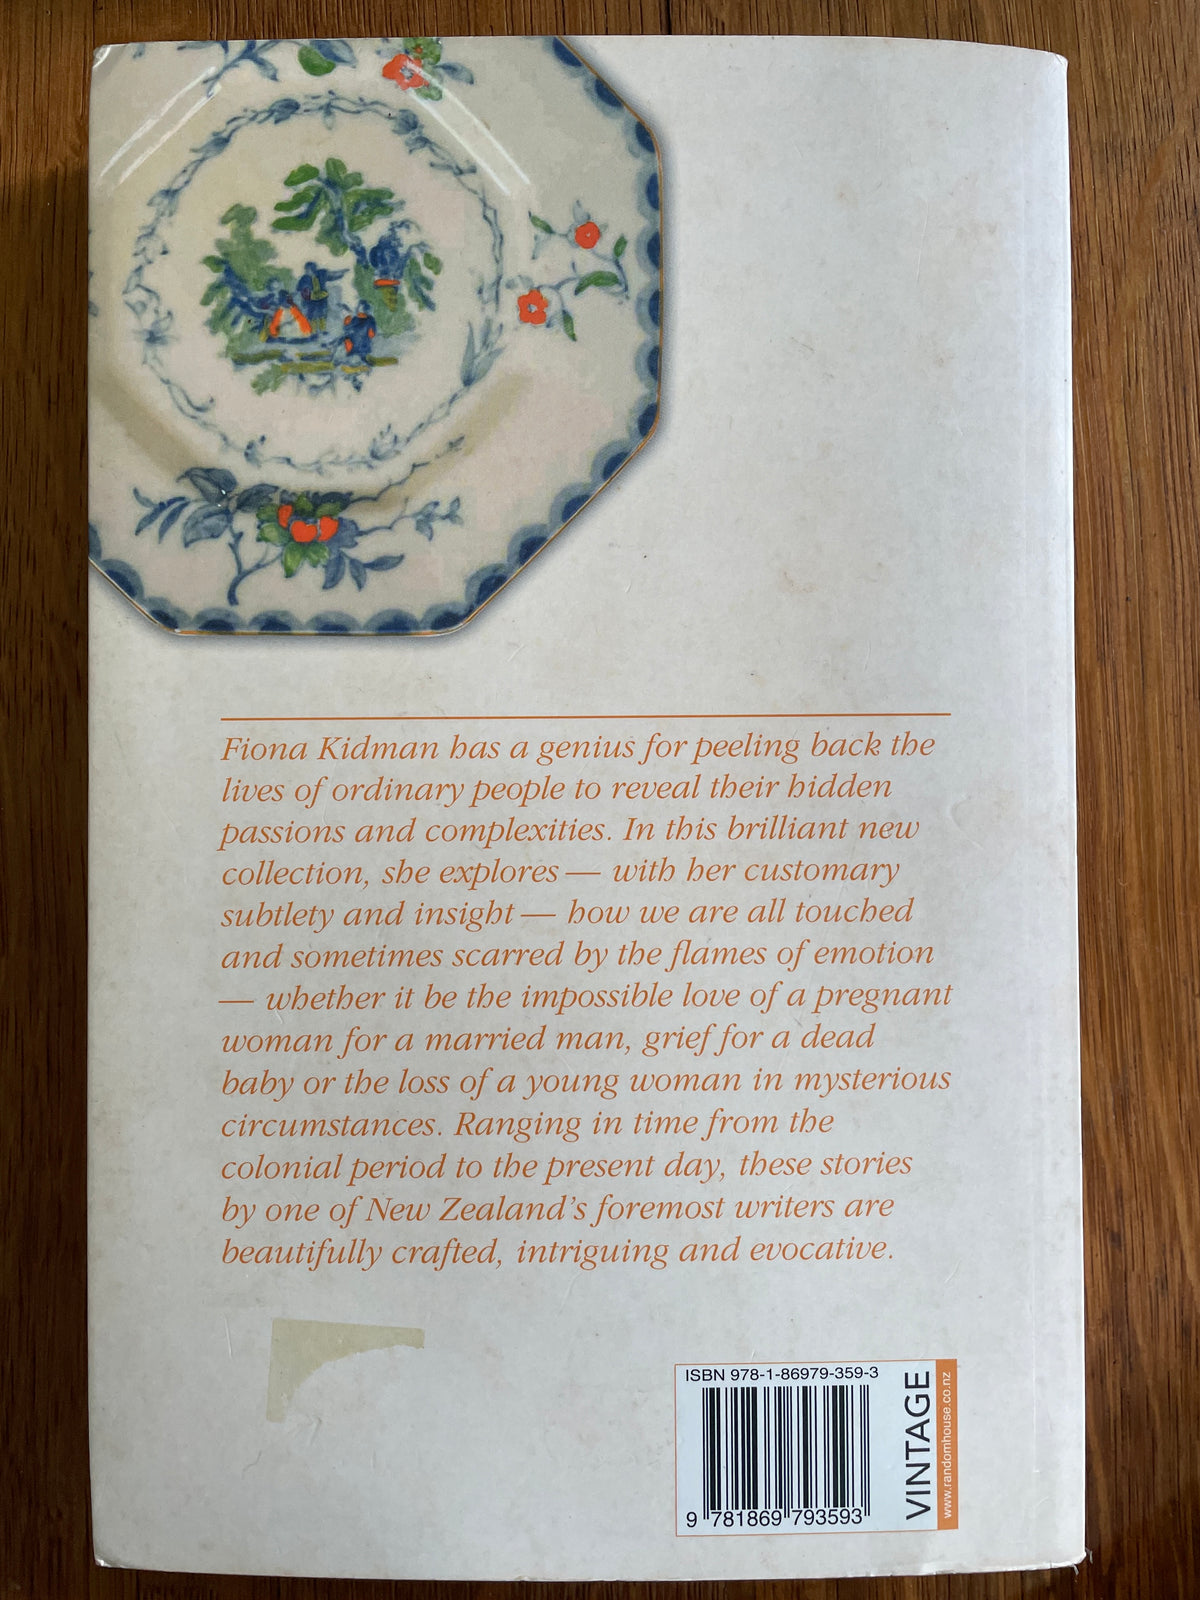 Fiona Kidman has a genius for peeling back the
lives of ordinary people to reveal their hidden
passions and complexities. In this brilliant new
collection, she explores — with her customary
subtlety and insight — how we are all touched
and sometimes scarred by the flames of emotion
— whether it be the impossible love of a pregnant
woman for a married man, grief for a dead
baby or the loss of a young woman in mysterious
circumstances. Ranging in time from the
colonial period to the present day, these stories
by one of New Zealand's foremost writers are
beautifully crafted, intriguing and evocative.
ISBN 978-1-86979-359-3
9 781869 793593
VINTAGE
www.randomhouse.co.nz